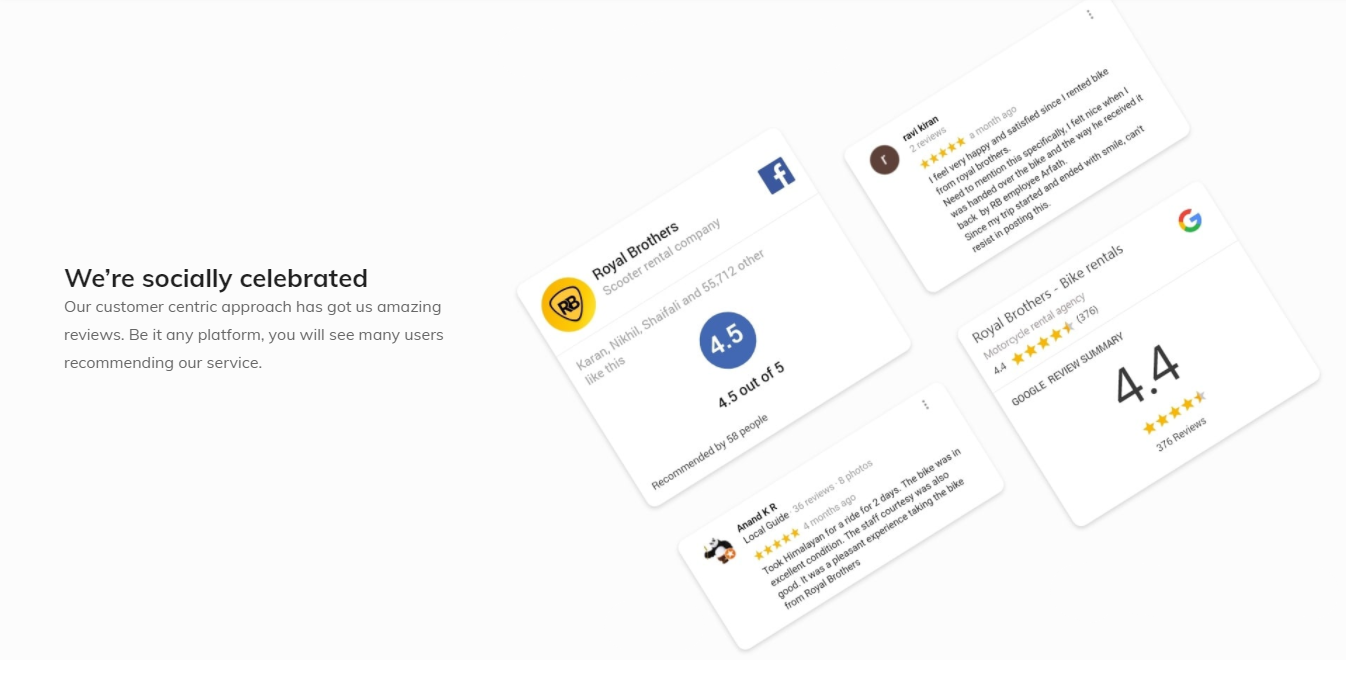 We're socially celebrated
Our customer centric approach has got us amazing
reviews. Be it any platform, you will see many users
recommending our service.
RB
Royal Brothers
Scooter rental company
f
Karan, Nikhil, Shaifali and 55,712 other
like this
4.5
4.5 out of 5
Recommended by 58 people
r
ravi kiran
2 reviews
a month ago
I feel very happy and satisfied since I rented bike
from royal brothers.
Need to mention this specifically, I felt nice when I
was handed over the bike and the way he received it
back by RB employee Arfath.
Since my trip started and ended with smile, can't
resist in posting this.
G
Royal Brothers - Bike rentals
Motorcycle rental agency
4.4 (376)
GOOGLE REVIEW SUMMARY
4.4
376 Reviews
Anand K R
Local Guide · 36 reviews · 8 photos
4 months ago
Took Himalayan for a ride for 2 days. The bike was in
excellent condition. The staff courtesy was also
good. It was a pleasant experience taking the bike
from Royal Brothers